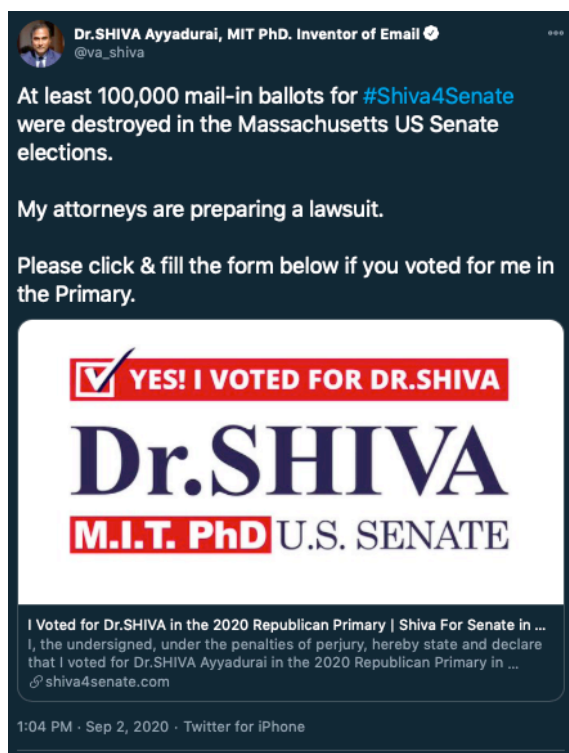 Dr.SHIVA Ayyadurai, MIT PhD. Inventor of Email
@va_shiva
At least 100,000 mail-in ballots for #Shiva4Senate
were destroyed in the Massachusetts US Senate
elections.
My attorneys are preparing a lawsuit.
Please click & fill the form below if you voted for me in
the Primary.
YES! I VOTED FOR DR.SHIVA
Dr.SHIVA
M.I.T. PhD U.S. SENATE
I Voted for Dr.SHIVA in the 2020 Republican Primary | Shiva For Senate in ...
I, the undersigned, under the penalties of perjury, hereby state and declare
that I voted for Dr.SHIVA Ayyadurai in the 2020 Republican Primary in ...
shiva4senate.com
1:04 PM · Sep 2, 2020 · Twitter for iPhone